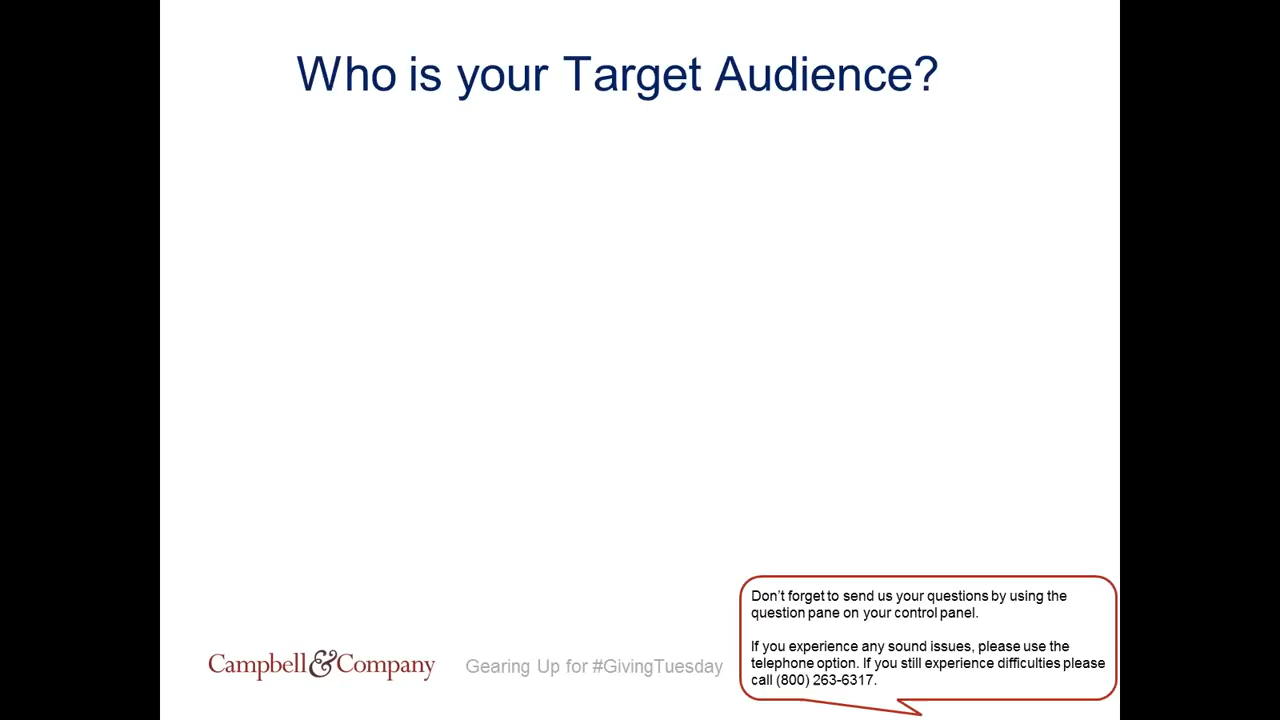 Who is your Target Audience?
Don't forget to send us your questions by using the
question pane on your control panel.
If you experience any sound issues, please use the
telephone option. If you still experience difficulties please
call (800) 263-6317.
Campbell&Company
Gearing Up for #GivingTuesday